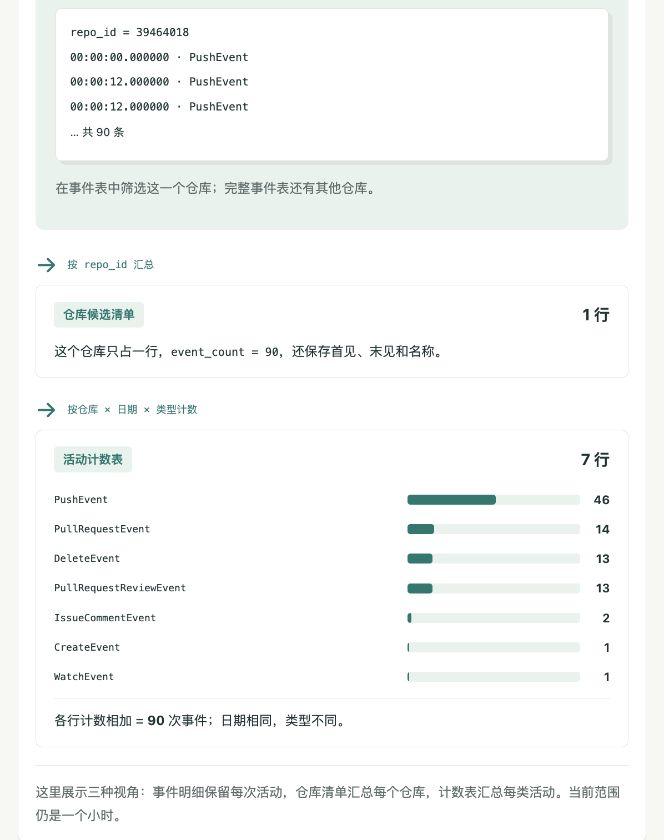 repo_id = 39464018
00:00:00.000000 · PushEvent
00:00:12.000000 · PushEvent
00:00:12.000000 · PushEvent
… 共 90 条
在事件表中筛选这一个仓库；完整事件表还有其他仓库。
→ 按 repo_id 汇总
仓库候选清单 1 行
这个仓库只占一行，event_count = 90，还保存首见、末见和名称。
→ 按仓库 × 日期 × 类型计数
活动计数表 7 行
PushEvent 46
PullRequestEvent 14
DeleteEvent 13
PullRequestReviewEvent 13
IssueCommentEvent 2
CreateEvent 1
WatchEvent 1
各行计数相加 = 90 次事件；日期相同，类型不同。
这里展示三种视角：事件明细保留每次活动，仓库清单汇总每个仓库，计数表汇总每类活动。当前范围
仍是一个小时。